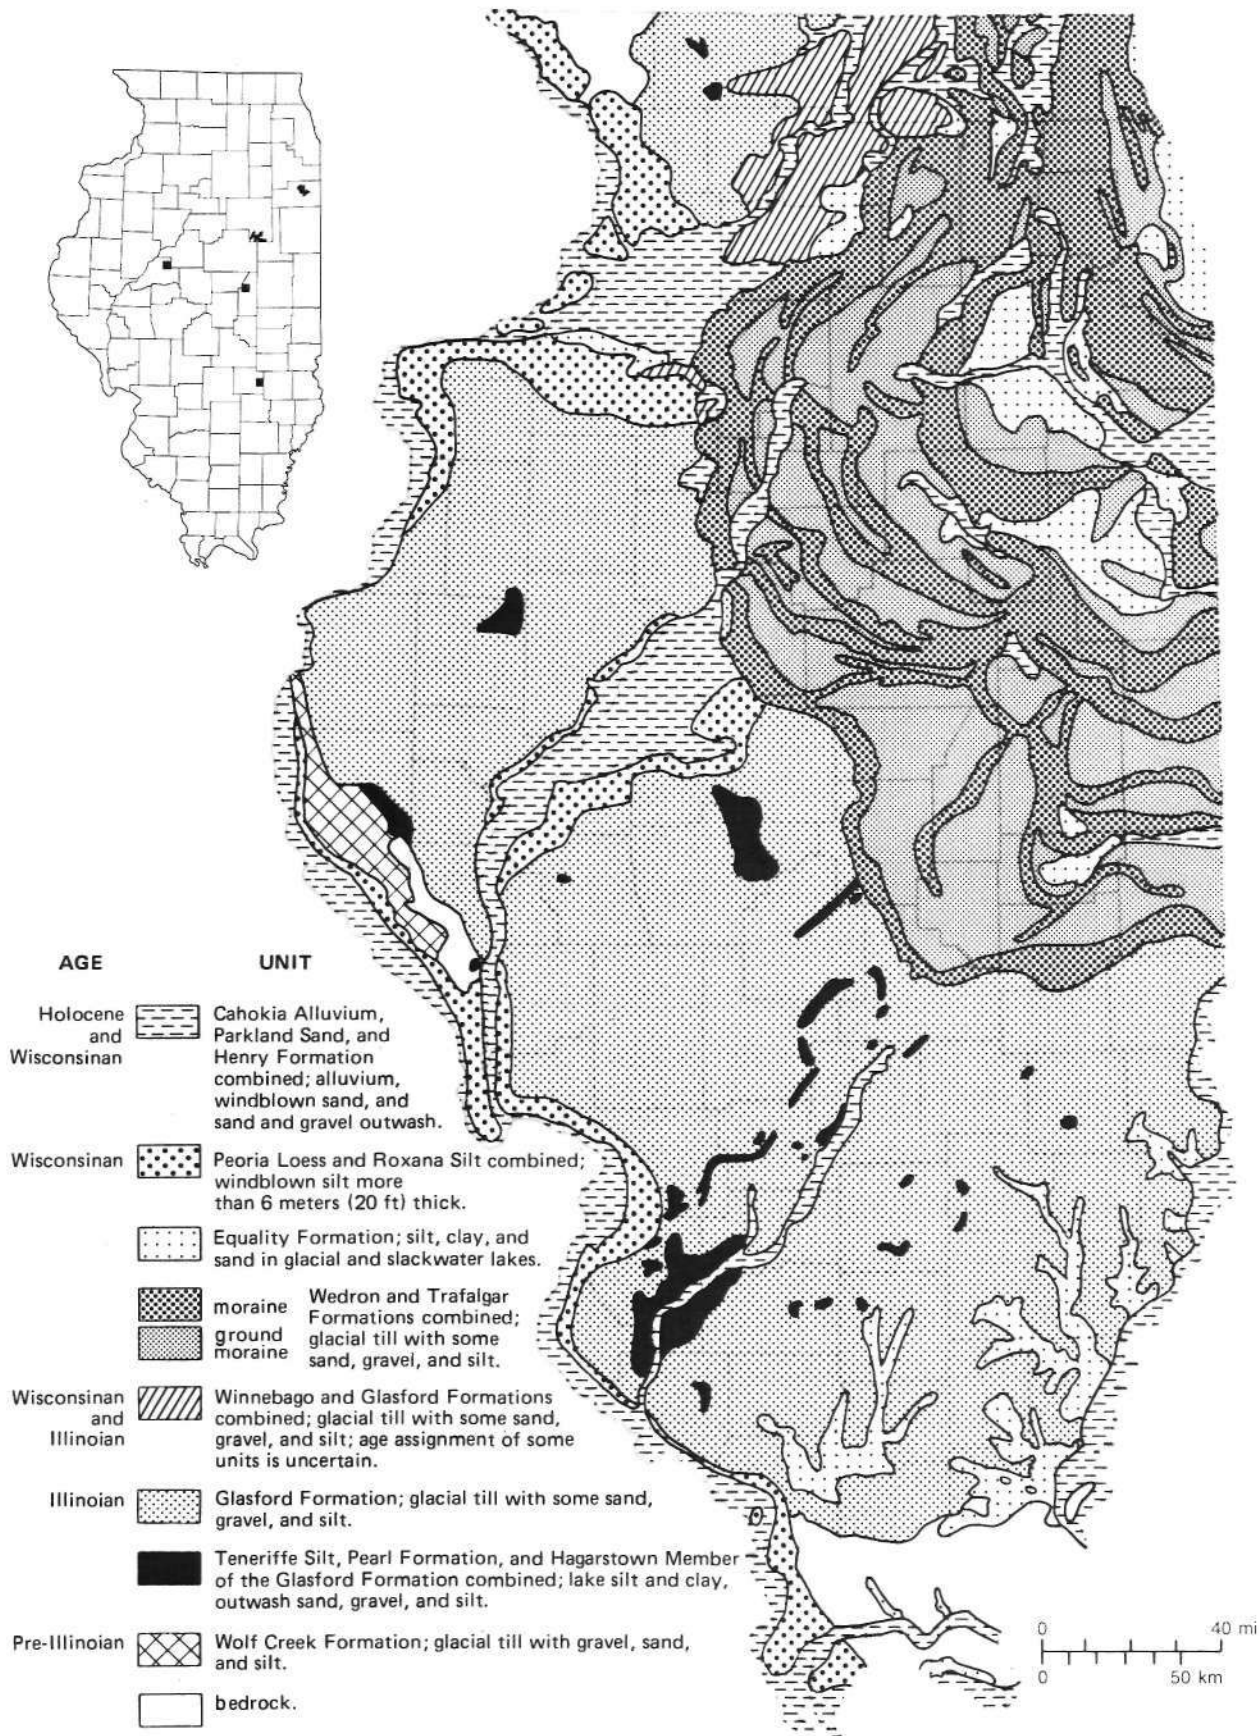 AGE
UNIT
Holocene
and
Wisconsinan
Cahokia Alluvium,
Parkland Sand, and
Henry Formation
combined; alluvium,
windblown sand, and
sand and gravel outwash.
Wisconsinan
Peoria Loess and Roxana Silt combined;
windblown silt more
than 6 meters (20 ft) thick.
Equality Formation; silt, clay, and
sand in glacial and slackwater lakes.
moraine
ground
moraine
Wedron and Trafalgar
Formations combined;
glacial till with some
sand, gravel, and silt.
Wisconsinan
and
Illinoian
Winnebago and Glasford Formations
combined; glacial till with some sand,
gravel, and silt; age assignment of some
units is uncertain.
Illinoian
Glasford Formation; glacial till with some sand,
gravel, and silt.
Teneriffe Silt, Pearl Formation, and Hagarstown Member
of the Glasford Formation combined; lake silt and clay,
outwash sand, gravel, and silt.
Pre-Illinoian
Wolf Creek Formation; glacial till with gravel, sand,
and silt.
bedrock.
0 40 mi
0 50 km